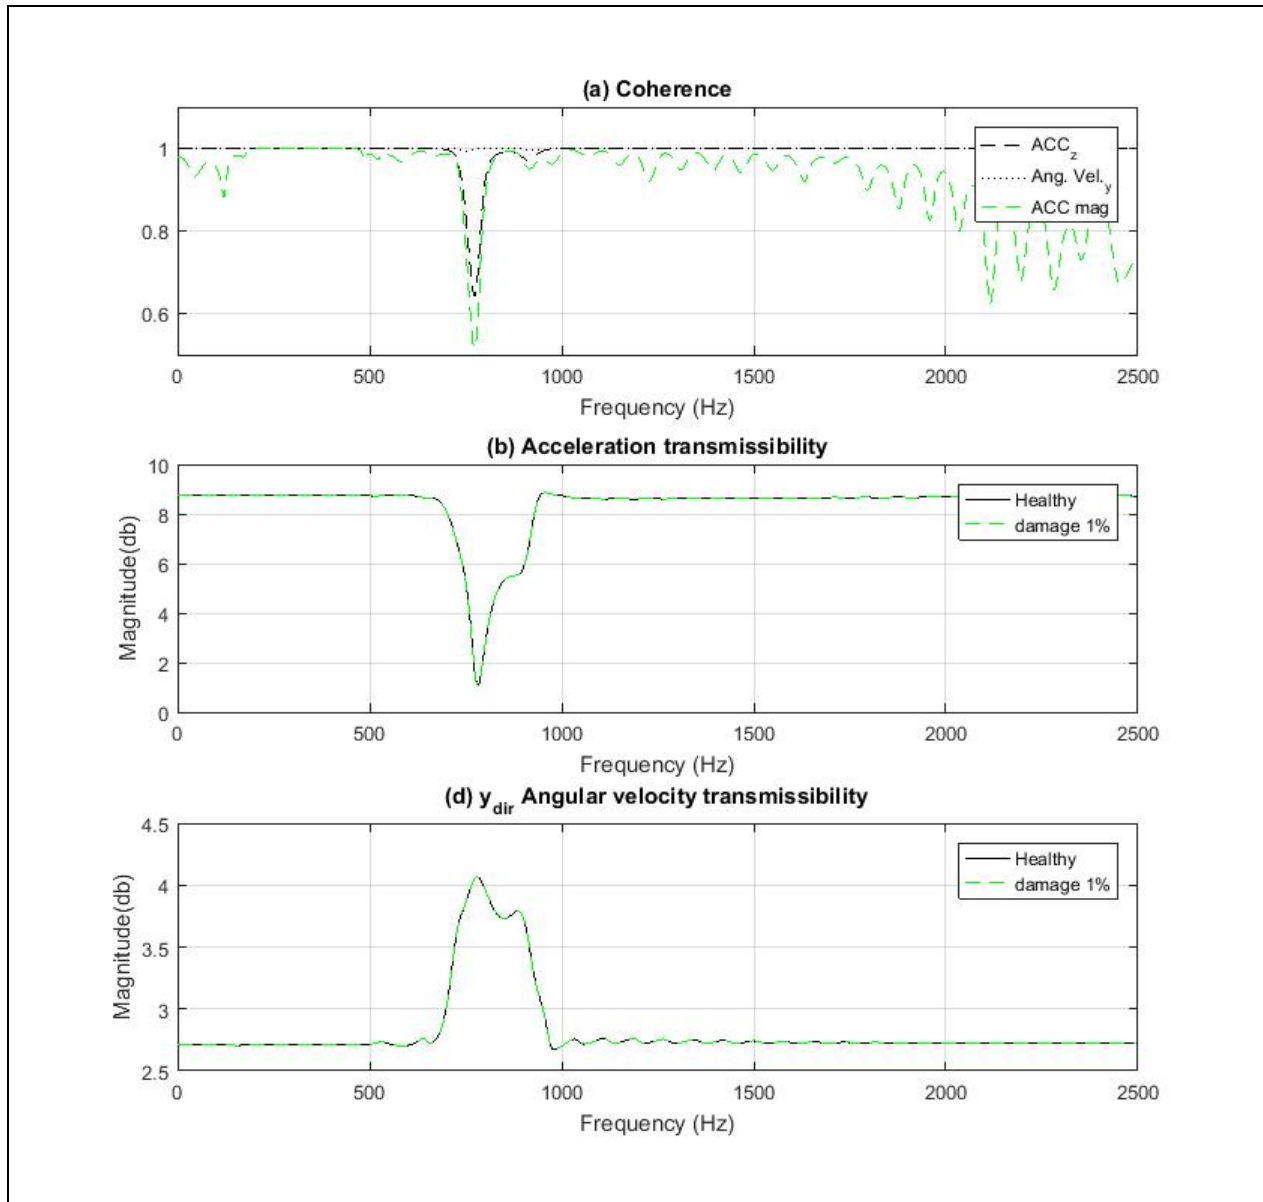 (a) Coherence
1
0.8
0.6
ACC_z
Ang. Vel._y
ACC mag
0 500 1000 1500 2000 2500
Frequency (Hz)
(b) Acceleration transmissibility
Magnitude(db)
10
8
6
4
2
0
Healthy
damage 1%
0 500 1000 1500 2000 2500
Frequency (Hz)
(d) y_dir Angular velocity transmissibility
Magnitude(db)
4.5
4
3.5
3
2.5
Healthy
damage 1%
0 500 1000 1500 2000 2500
Frequency (Hz)